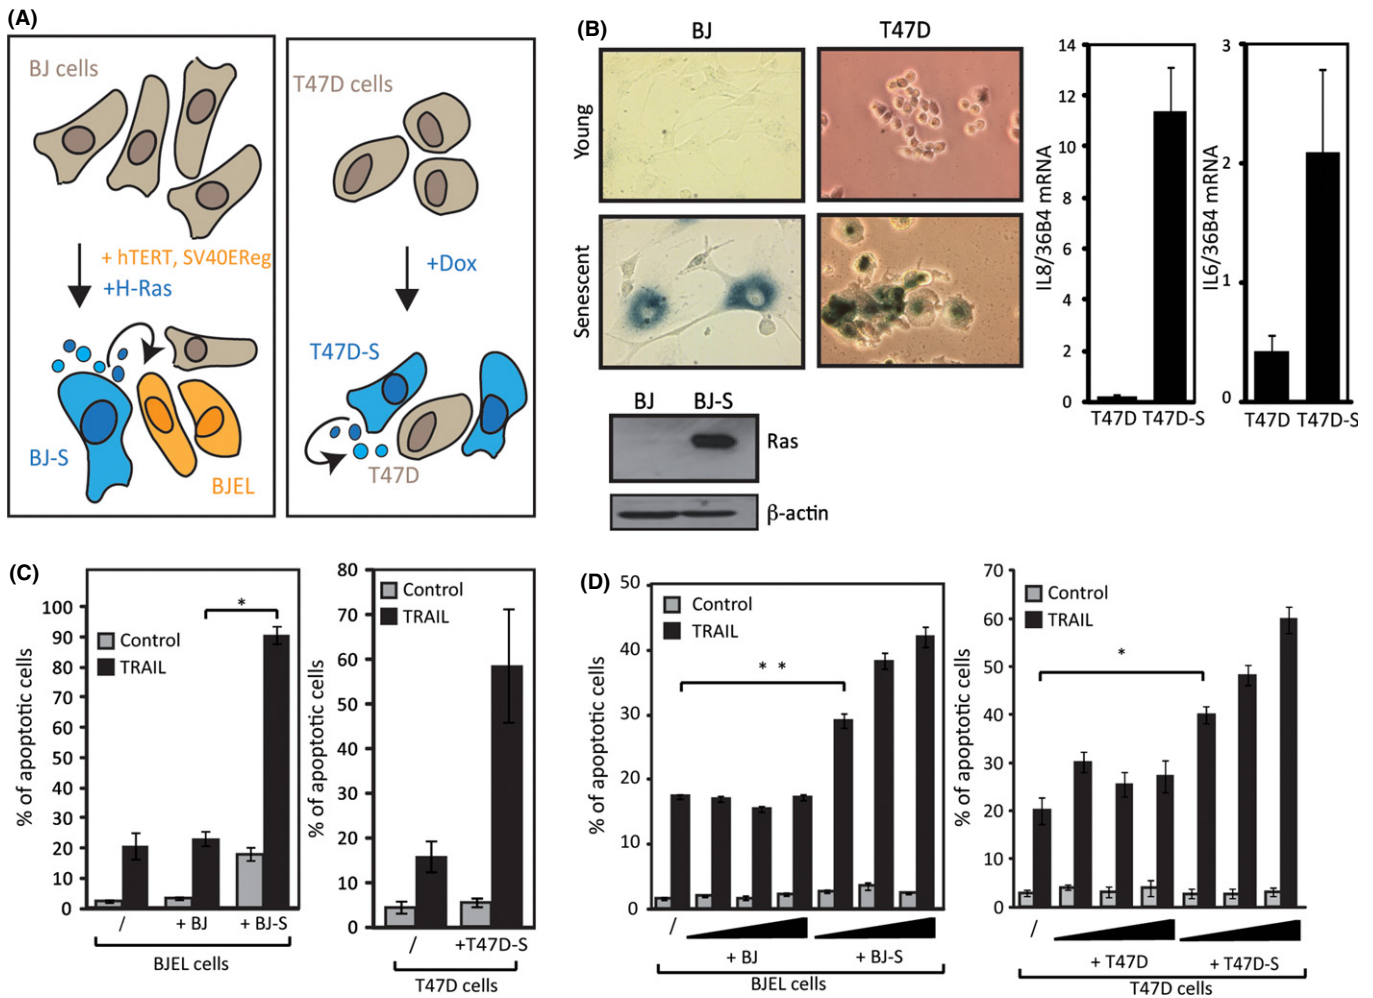 (A)
BJ cells
+ hTERT, SV40EReg
+H-Ras
BJ-S
BJEL
T47D cells
+Dox
T47D-S
T47D
(B)
BJ
T47D
Young
Senescent
BJ
BJ-S
Ras
β-actin
IL8/36B4 mRNA
14
12
10
8
6
4
2
0
T47D
T47D-S
IL6/36B4 mRNA
3
2
1
0
T47D
T47D-S
(C)
% of apoptotic cells
100
90
80
70
60
50
40
30
20
10
0
Control
TRAIL
*
/
+ BJ
+ BJ-S
BJEL cells
% of apoptotic cells
80
70
60
50
40
30
20
10
0
Control
TRAIL
/
+T47D-S
T47D cells
(D)
% of apoptotic cells
50
40
30
20
10
0
Control
TRAIL
* *
/
+ BJ
+ BJ-S
BJEL cells
% of apoptotic cells
70
60
50
40
30
20
10
0
Control
TRAIL
*
/
+ T47D
+ T47D-S
T47D cells